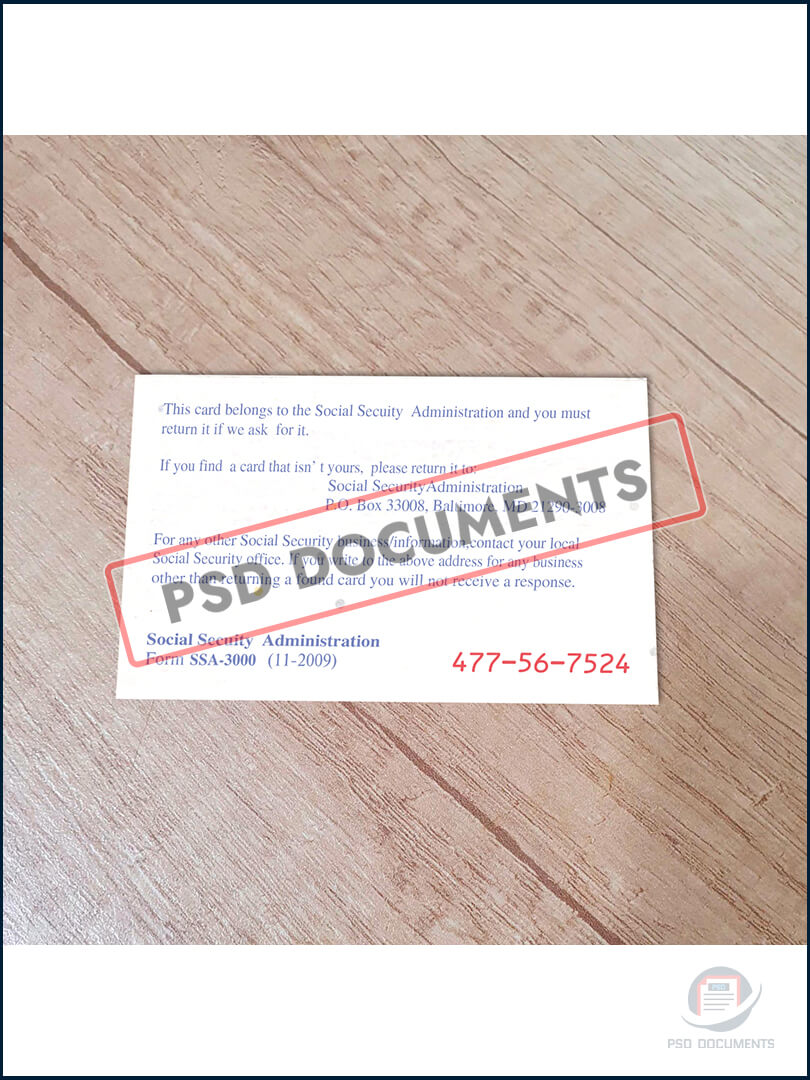 This card belongs to the Social Secuity Administration and you must
return it if we ask for it.
If you find a card that isn't yours, please return it to:
Social SecurityAdministration
P.O. Box 33008, Baltimore, MD 21290-3008
For any other Social Security business/information,contact your local
Social Security office. If you write to the above address for any business
other than returning a found card you will not receive a response.
PSD DOCUMENTS
Social Secuity Administration
Form SSA-3000 (11-2009)
477-56-7524
PSD
PSD DOCUMENTS